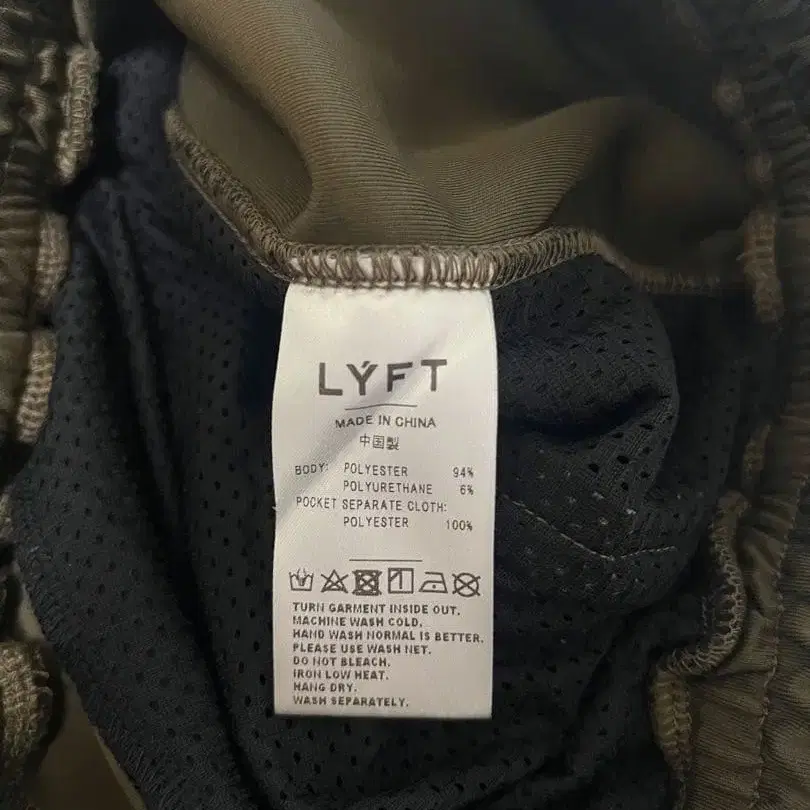 LÝFT
MADE IN CHINA
中国製
BODY: POLYESTER 94%
POLYURETHANE 6%
POCKET SEPARATE CLOTH:
POLYESTER 100%
TURN GARMENT INSIDE OUT.
MACHINE WASH COLD.
HAND WASH NORMAL IS BETTER.
PLEASE USE WASH NET.
DO NOT BLEACH.
IRON LOW HEAT.
HANG DRY.
WASH SEPARATELY.